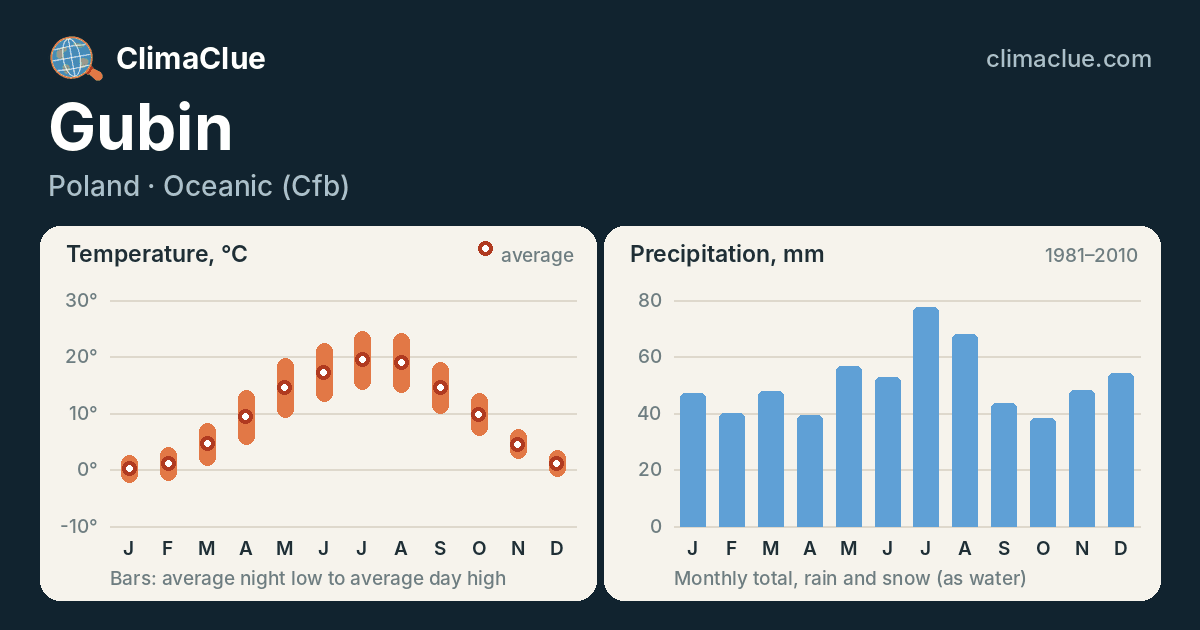 ClimaClue
climaclue.com
Gubin
Poland · Oceanic (Cfb)
Temperature, °C
average
30°
20°
10°
0°
-10°
J F M A M J J A S O N D
Bars: average night low to average day high
Precipitation, mm
1981–2010
80
60
40
20
0
J F M A M J J A S O N D
Monthly total, rain and snow (as water)